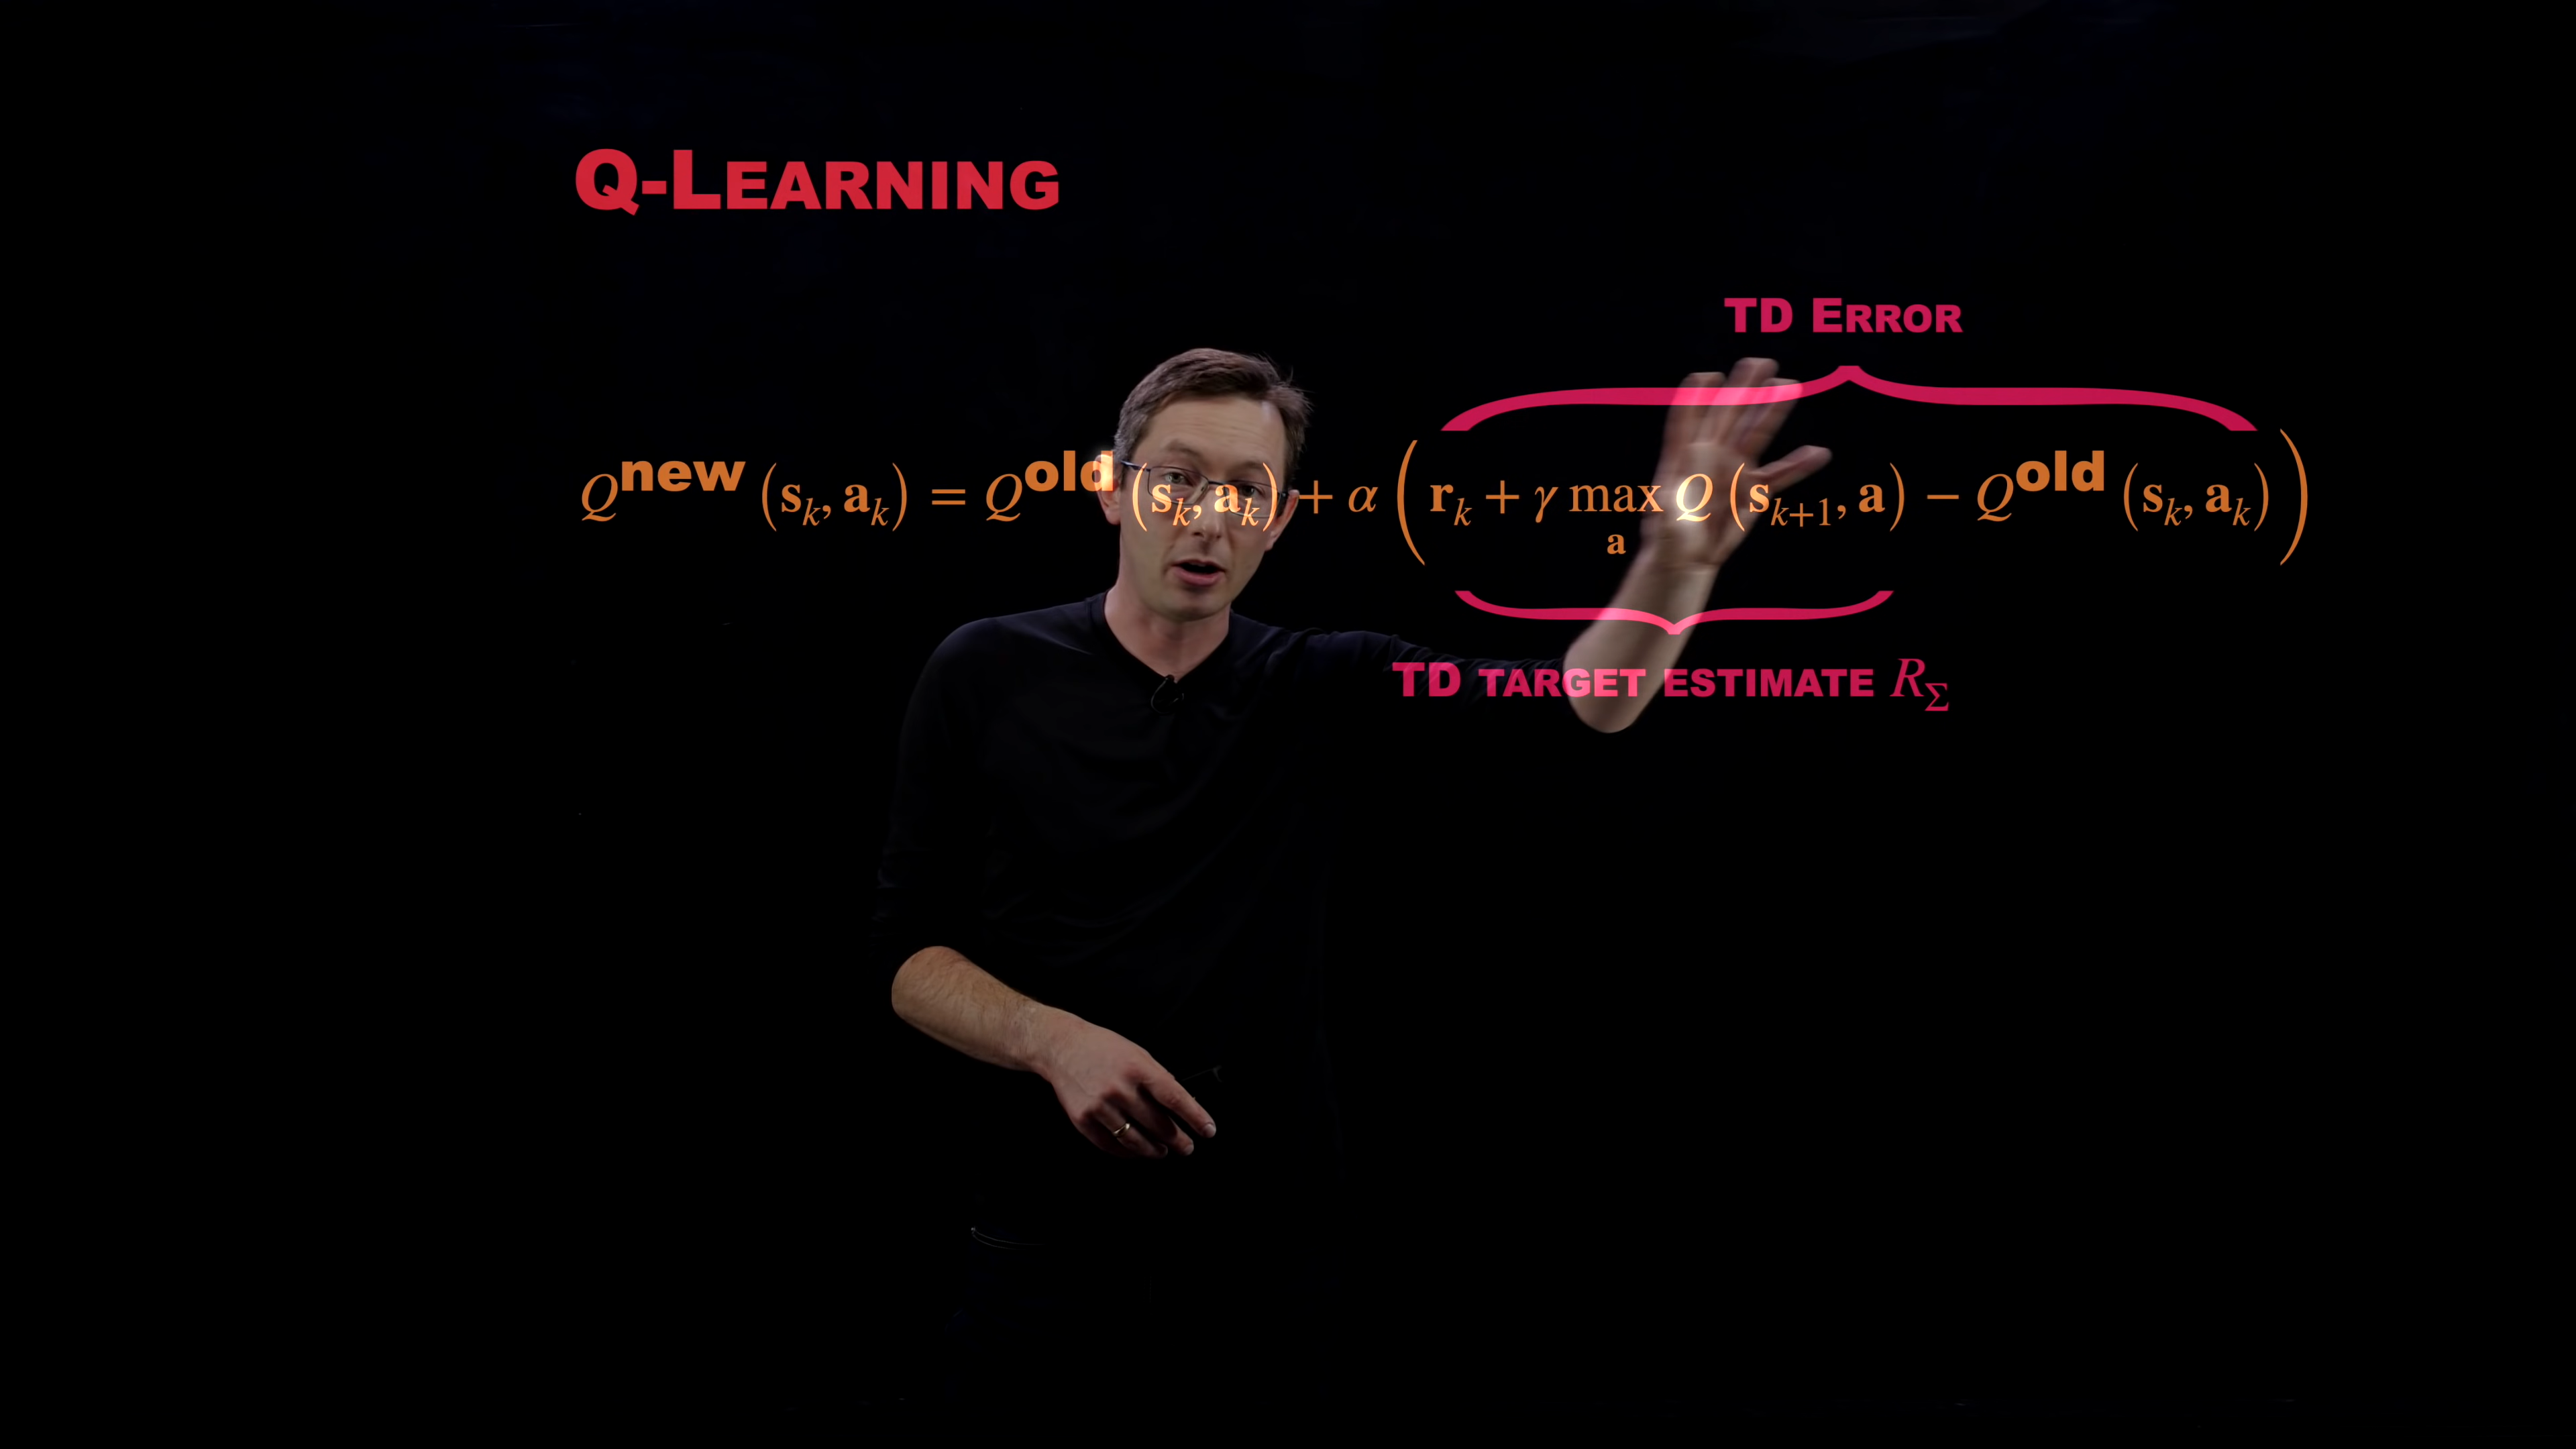 Q-LEARNING
TD ERROR
Q^new (s_k, a_k) = Q^old (s_k, a_k) + α ( r_k + γ max_a Q (s_{k+1}, a) − Q^old (s_k, a_k) )
TD TARGET ESTIMATE R_Σ